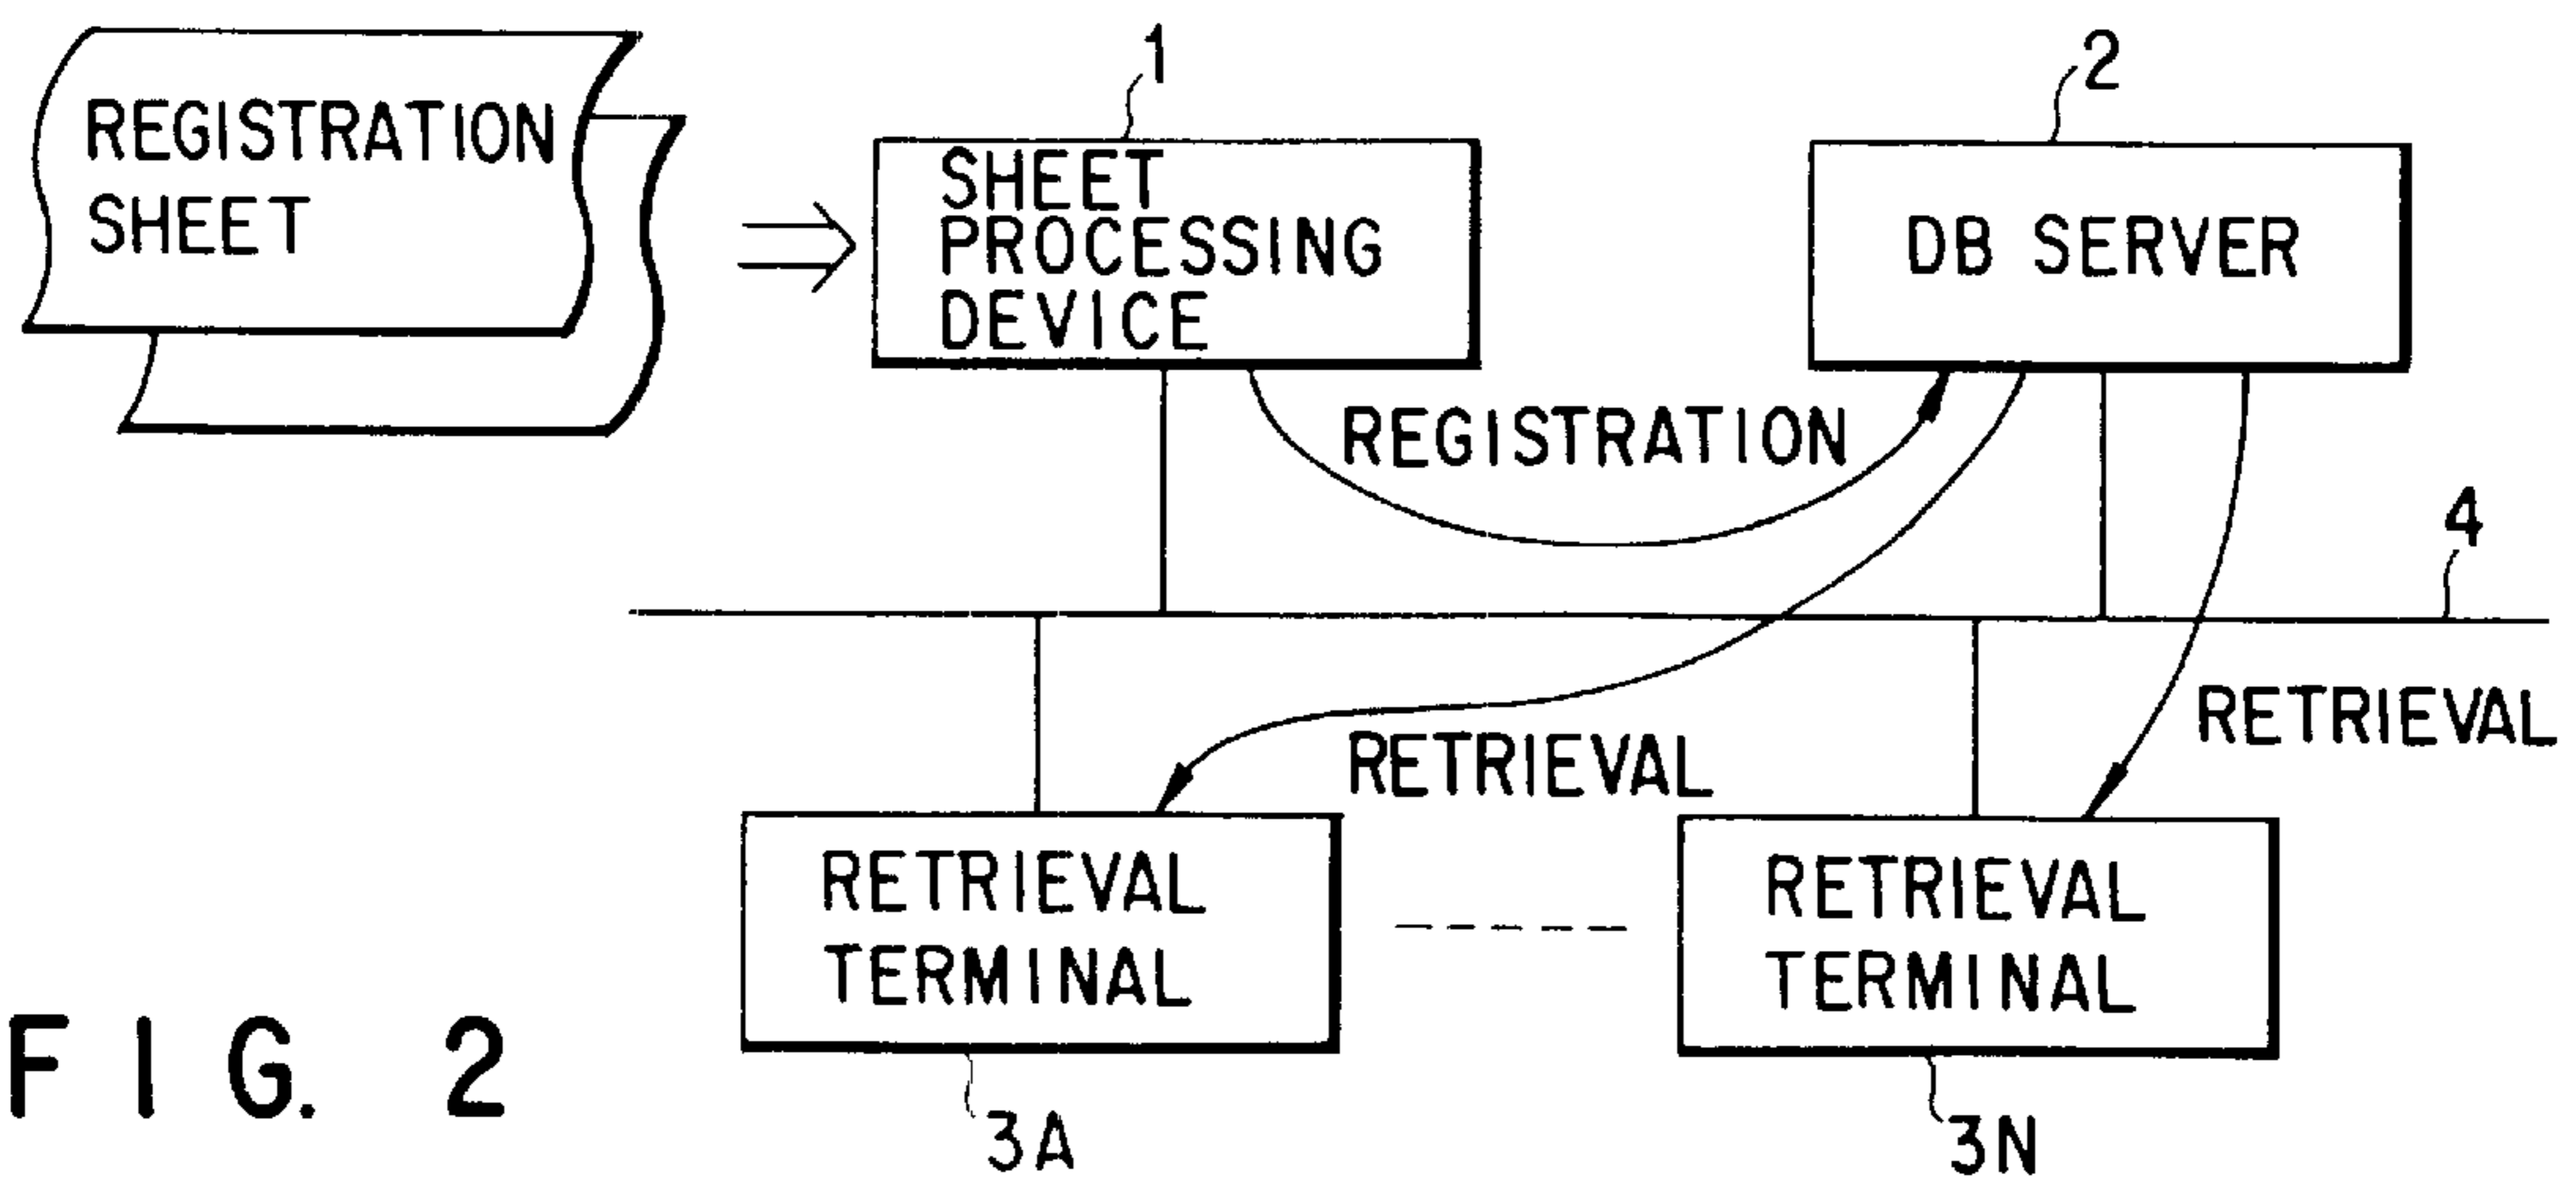 REGISTRATION
SHEET
1
SHEET
PROCESSING
DEVICE
2
DB SERVER
REGISTRATION
4
RETRIEVAL
RETRIEVAL
RETRIEVAL
TERMINAL
3A
RETRIEVAL
TERMINAL
3N
FIG. 2